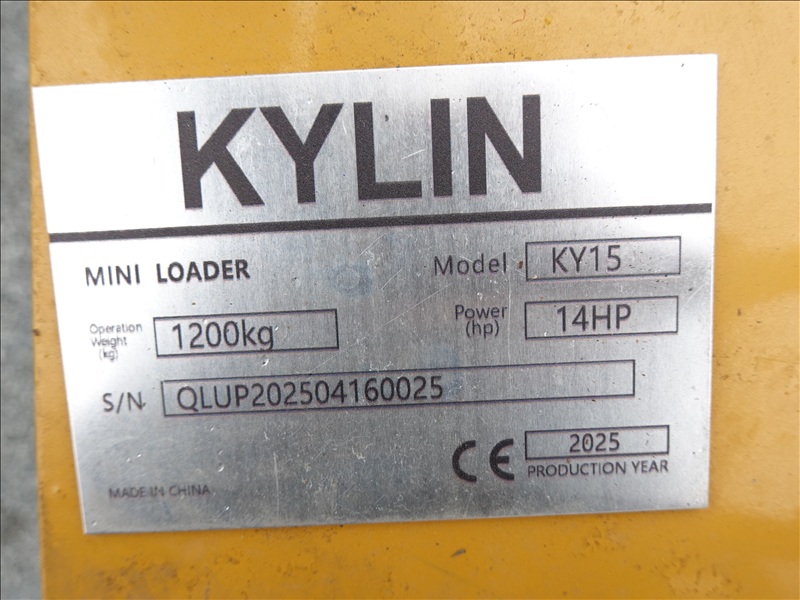 KYLIN
MINI LOADER
Model KY15
Operation Weight (kg) 1200kg
Power (hp) 14HP
S/N QLUP202504160025
CE 2025
PRODUCTION YEAR
MADE IN CHINA